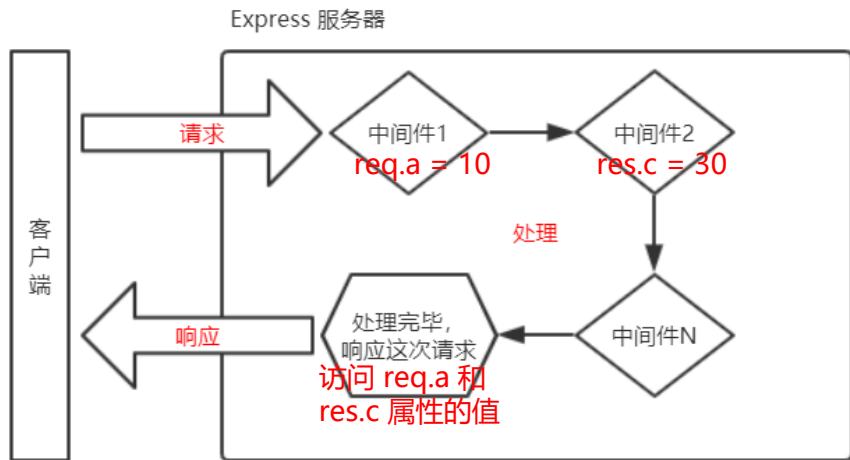 Express 服务器
客户端
请求
中间件1
req.a = 10
中间件2
res.c = 30
处理
中间件N
处理完毕，
响应这次请求
访问 req.a 和
res.c 属性的值
响应